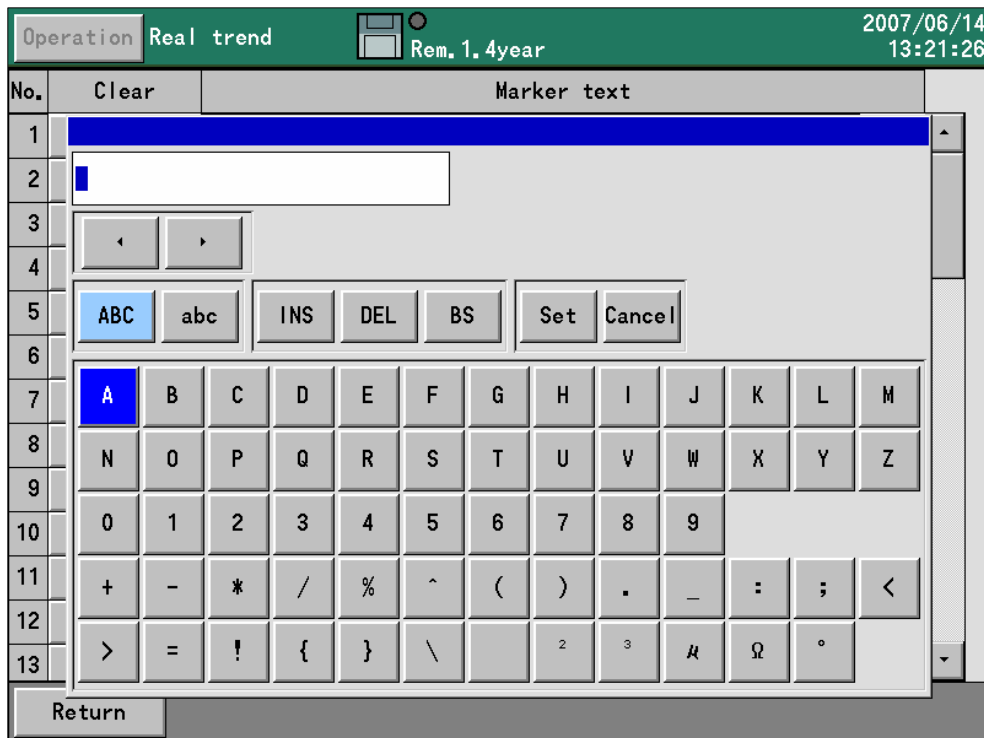 Operation Real trend Rem.1.4year 2007/06/14 13:21:26
No. Clear Marker text
1
2
3
4
5
6
7
8
9
10
11
12
13
ABC abc INS DEL BS Set Cancel
A B C D E F G H I J K L M
N O P Q R S T U V W X Y Z
0 1 2 3 4 5 6 7 8 9
+ - * / % ^ ( ) . _ : ; <
> = ! { } \ ² ³ μ Ω °
Return